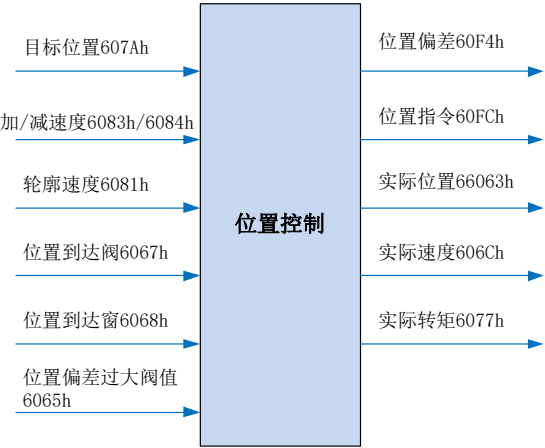 目标位置607Ah
加/减速度6083h/6084h
轮廓速度6081h
位置到达阀6067h
位置到达窗6068h
位置偏差过大阀值
6065h
位置控制
位置偏差60F4h
位置指令60FCh
实际位置66063h
实际速度606Ch
实际转矩6077h